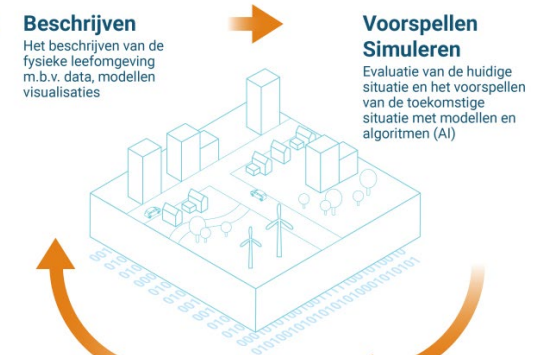 Beschrijven
Het beschrijven van de
fysieke leefomgeving
m.b.v. data, modellen
visualisaties
Voorspellen
Simuleren
Evaluatie van de huidige
situatie en het voorspellen
van de toekomstige
situatie met modellen en
algoritmen (AI)